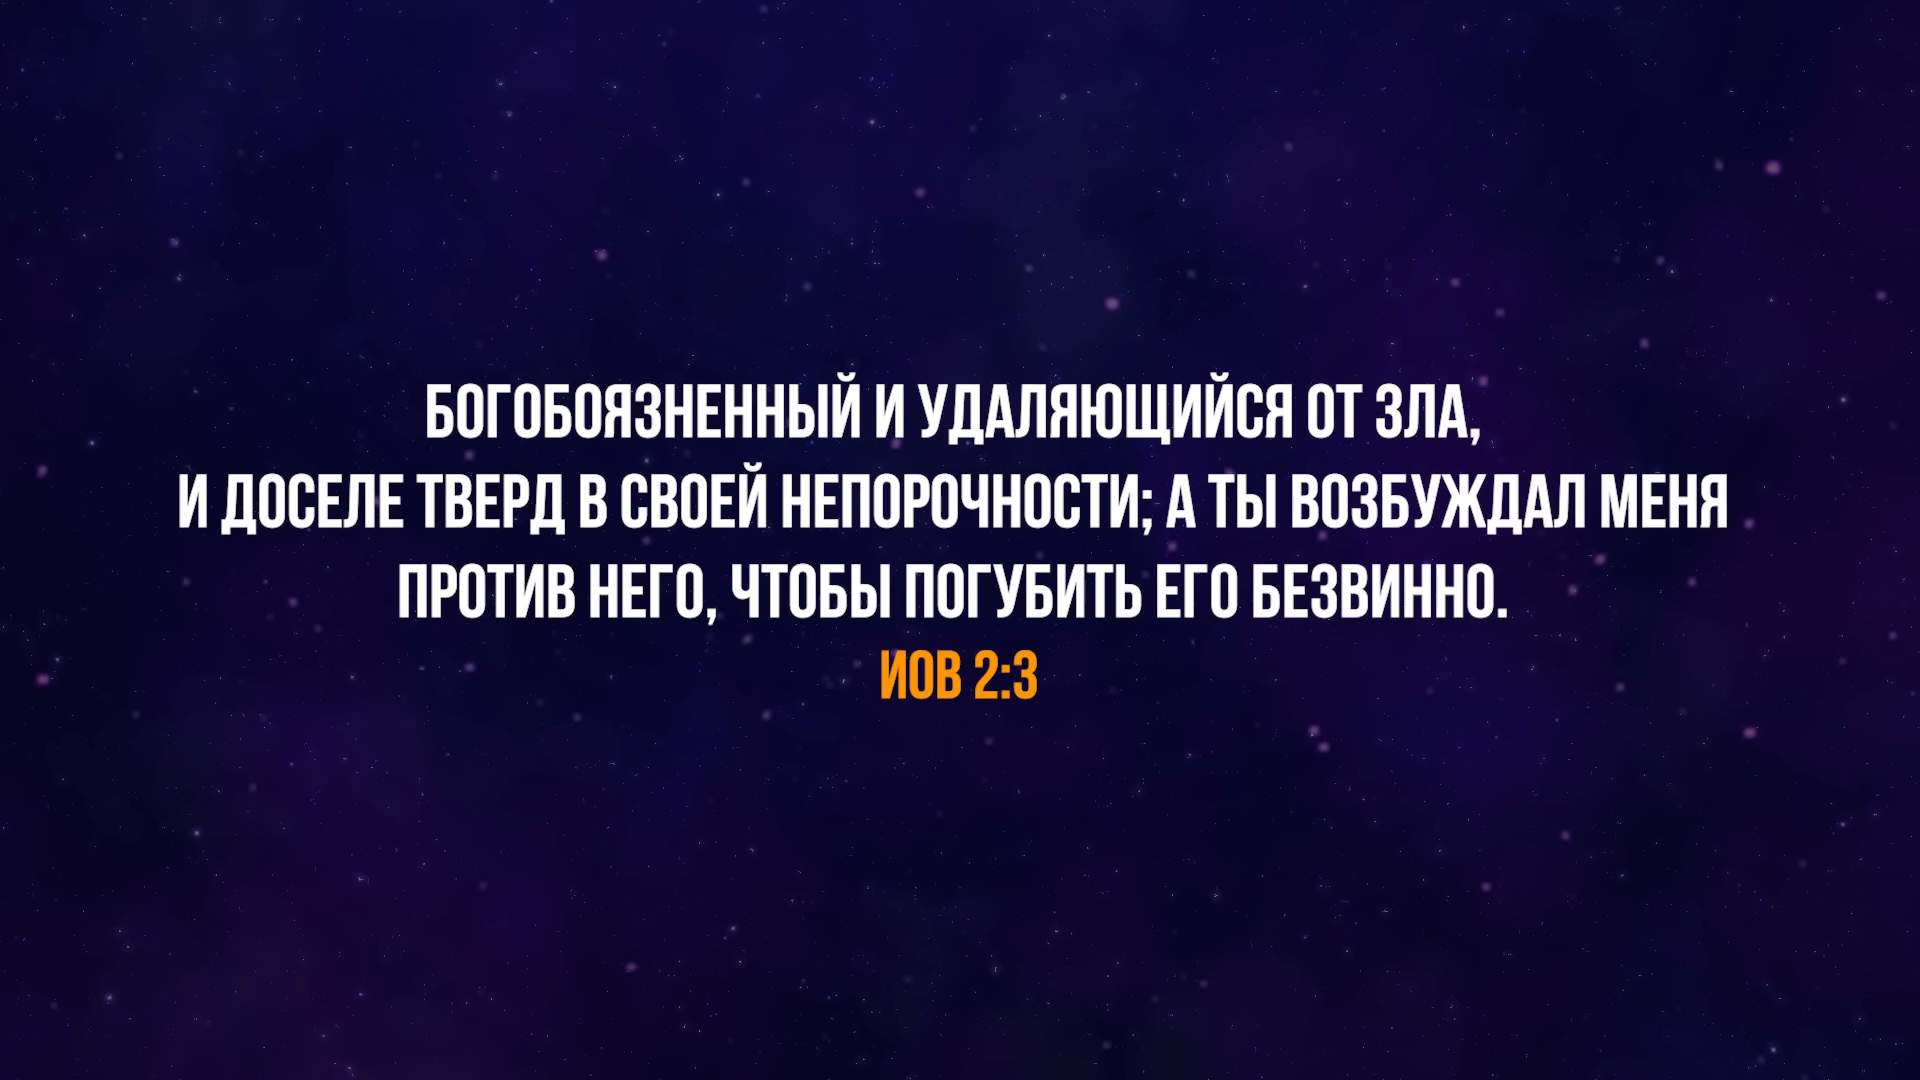 БОГОБОЯЗНЕННЫЙ И УДАЛЯЮЩИЙСЯ ОТ ЗЛА,
И ДОСЕЛЕ ТВЕРД В СВОЕЙ НЕПОРОЧНОСТИ; А ТЫ ВОЗБУЖДАЛ МЕНЯ
ПРОТИВ НЕГО, ЧТОБЫ ПОГУБИТЬ ЕГО БЕЗВИННО.
ИОВ 2:3